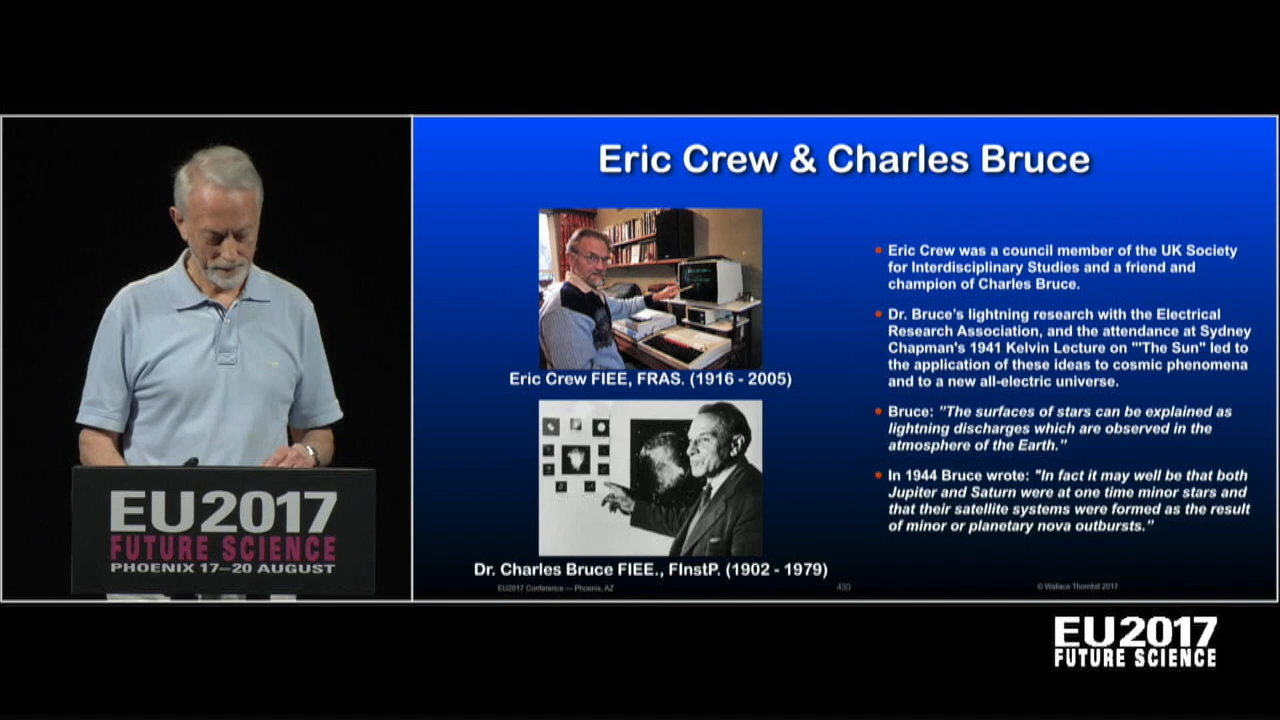 Eric Crew & Charles Bruce
Eric Crew FIEE, FRAS. (1916 - 2005)
Dr. Charles Bruce FIEE., FInstP. (1902 - 1979)
• Eric Crew was a council member of the UK Society
for Interdisciplinary Studies and a friend and
champion of Charles Bruce.
• Dr. Bruce's lightning research with the Electrical
Research Association, and the attendance at Sydney
Chapman's 1941 Kelvin Lecture on "'The Sun" led to
the application of these ideas to cosmic phenomena
and to a new all-electric universe.
• Bruce: "The surfaces of stars can be explained as
lightning discharges which are observed in the
atmosphere of the Earth."
• In 1944 Bruce wrote: "In fact it may well be that both
Jupiter and Saturn were at one time minor stars and
that their satellite systems were formed as the result
of minor or planetary nova outbursts."
EU2017 Conference — Phoenix, AZ
430
© Wallace Thornhill 2017
EU2017
FUTURE SCIENCE
PHOENIX 17–20 AUGUST
EU2017
FUTURE SCIENCE